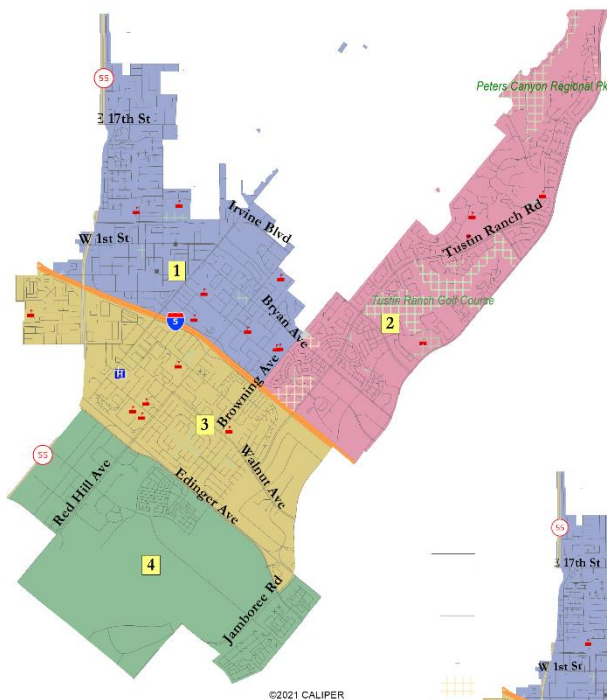 55
Peters Canyon Regional Pk
E 17th St
Tustin Ranch Rd
Irvine Blvd
W 1st St
1
Tustin Ranch Golf Course
Bryan Ave
5
2
H
Browning Ave
3
Walnut Ave
55
Red Hill Ave
Edinger Ave
4
Jamboree Rd
55
E 17th St
W 1st St
©2021 CALIPER